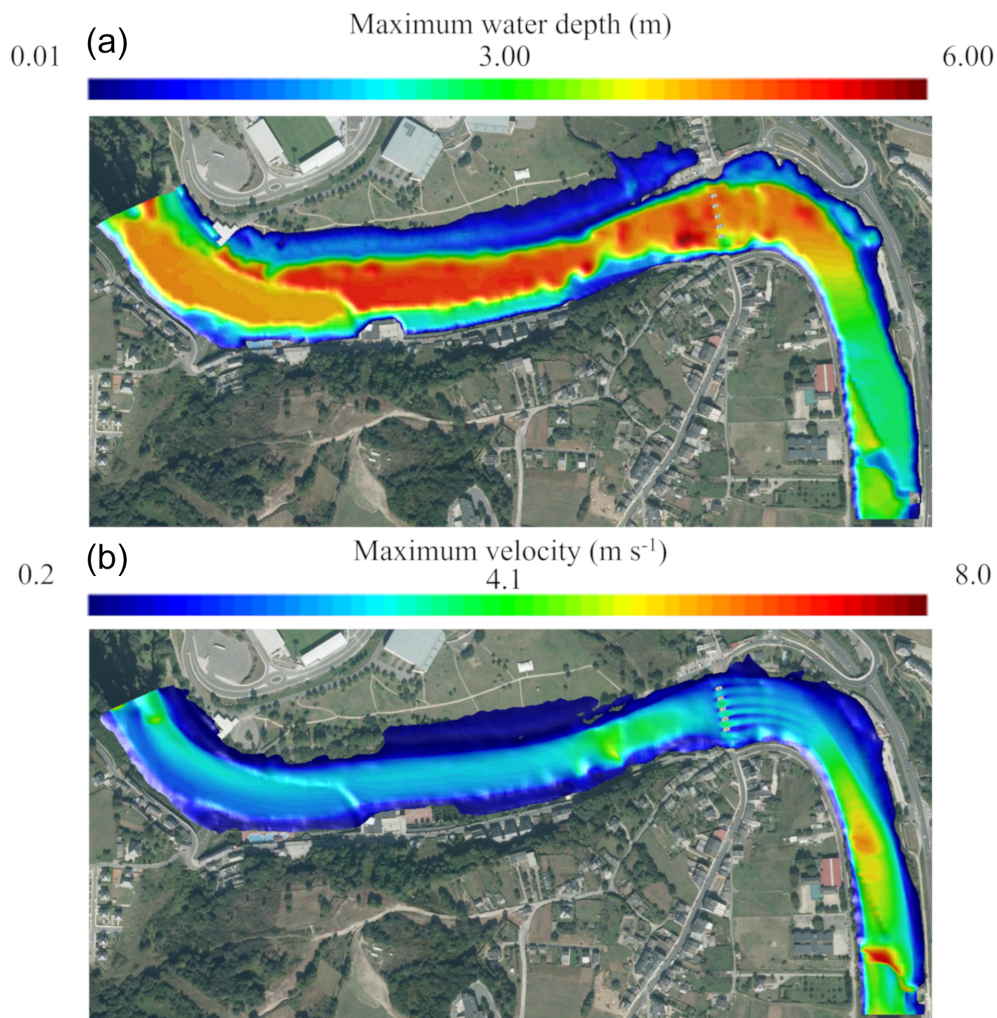 (a)
Maximum water depth (m)
0.01
3.00
6.00
(b)
Maximum velocity (m s⁻¹)
0.2
4.1
8.0